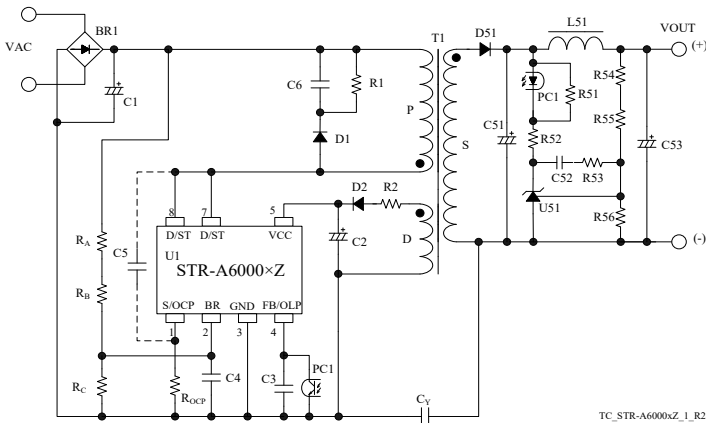 BR1
VAC
C1
C6
R1
D1
T1
P
S
D51
L51
VOUT
(+)
PC1
R51
R54
R55
C51
R52
C53
C52
R53
U51
R56
(-)
D2
R2
C2
D
8
7
5
D/ST
D/ST
VCC
U1
STR-A6000×Z
S/OCP
BR
GND
FB/OLP
1
2
3
4
C5
RA
RB
RC
ROCP
C4
C3
PC1
CY
TC_STR-A6000xZ_1_R2